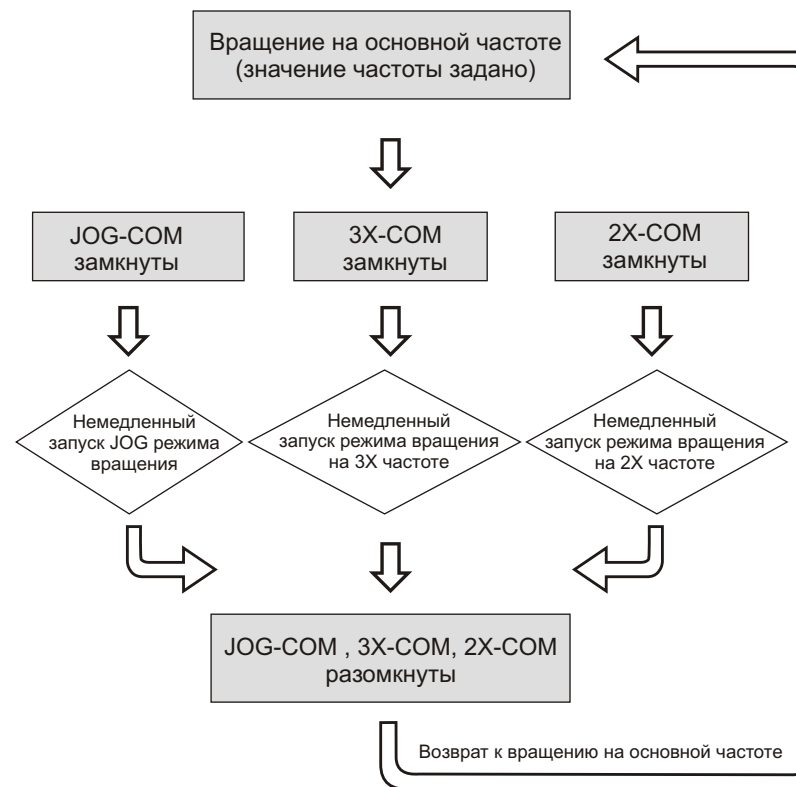 Вращение на основной частоте
(значение частоты задано)
JOG-COM
замкнуты
3X-COM
замкнуты
2X-COM
замкнуты
Немедленный
запуск JOG режима
вращения
Немедленный
запуск режима вращения
на 3X частоте
Немедленный
запуск режима вращения
на 2X частоте
JOG-COM , 3X-COM, 2X-COM
разомкнуты
Возврат к вращению на основной частоте